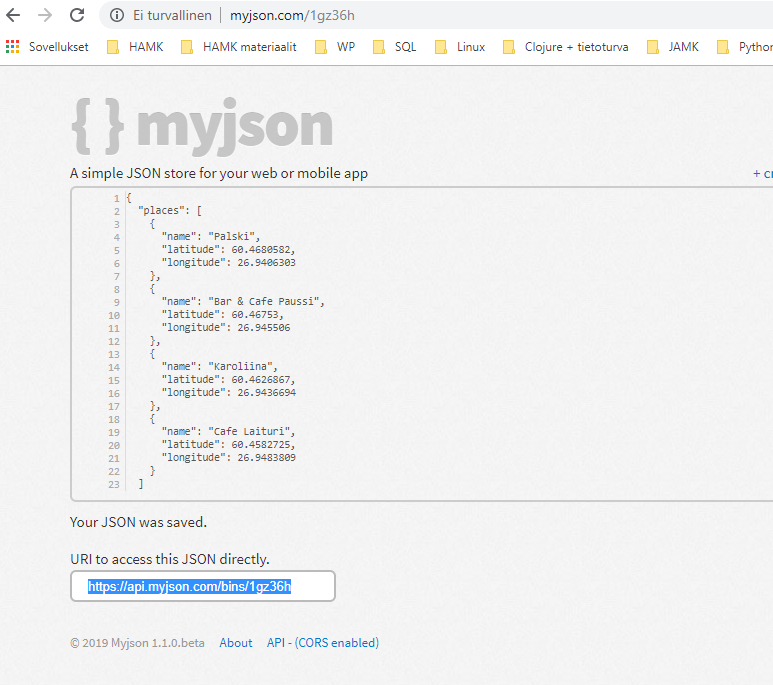 Ei turvallinen | myjson.com/1gz36h
Sovellukset HAMK HAMK materiaalit WP SQL Linux Clojure + tietoturva JAMK Python
{ } myjson
A simple JSON store for your web or mobile app
+ cr
1 {
2 "places": [
3 {
4 "name": "Palski",
5 "latitude": 60.4680582,
6 "longitude": 26.9406303
7 },
8 {
9 "name": "Bar & Cafe Paussi",
10 "latitude": 60.46753,
11 "longitude": 26.945506
12 },
13 {
14 "name": "Karoliina",
15 "latitude": 60.4626867,
16 "longitude": 26.9436694
17 },
18 {
19 "name": "Cafe Laituri",
20 "latitude": 60.4582725,
21 "longitude": 26.9483809
22 }
23 ]
Your JSON was saved.
URI to access this JSON directly.
https://api.myjson.com/bins/1gz36h
© 2019 Myjson 1.1.0.beta About API - (CORS enabled)